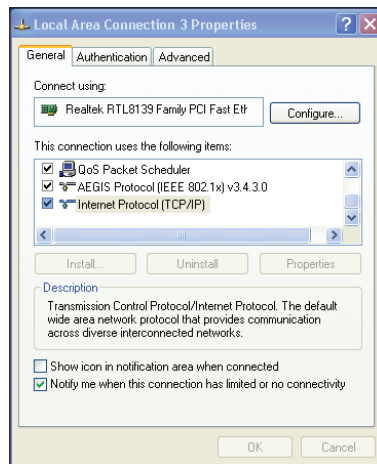 Local Area Connection 3 Properties
General
Authentication
Advanced
Connect using:
Realtek RTL8139 Family PCI Fast Eth
Configure...
This connection uses the following items:
QoS Packet Scheduler
AEGIS Protocol (IEEE 802.1x) v3.4.3.0
Internet Protocol (TCP/IP)
Install...
Uninstall
Properties
Description
Transmission Control Protocol/Internet Protocol. The default
wide area network protocol that provides communication
across diverse interconnected networks.
Show icon in notification area when connected
Notify me when this connection has limited or no connectivity
OK
Cancel